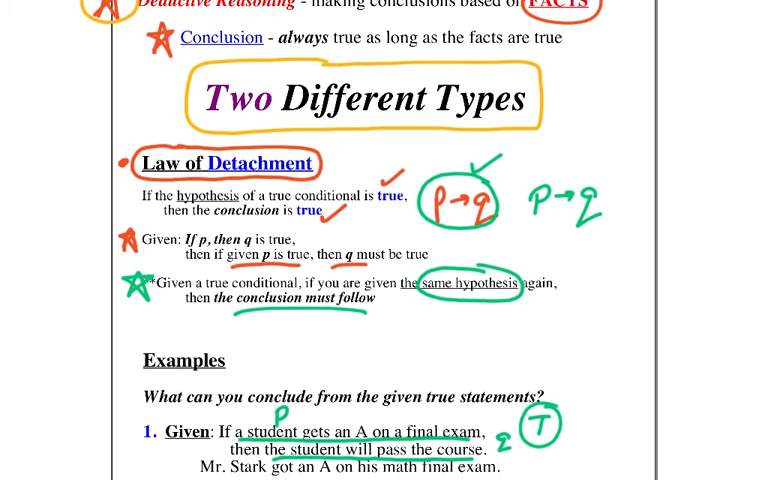 Deductive Reasoning - making conclusions based on FACTS
Conclusion - always true as long as the facts are true
Two Different Types
Law of Detachment
If the hypothesis of a true conditional is true,
then the conclusion is true
p→q p→q
Given: If p, then q is true,
then if given p is true, then q must be true
**Given a true conditional, if you are given the same hypothesis again,
then the conclusion must follow
Examples
What can you conclude from the given true statements?
P
1. Given: If a student gets an A on a final exam,
T
then the student will pass the course. q
Mr. Stark got an A on his math final exam.